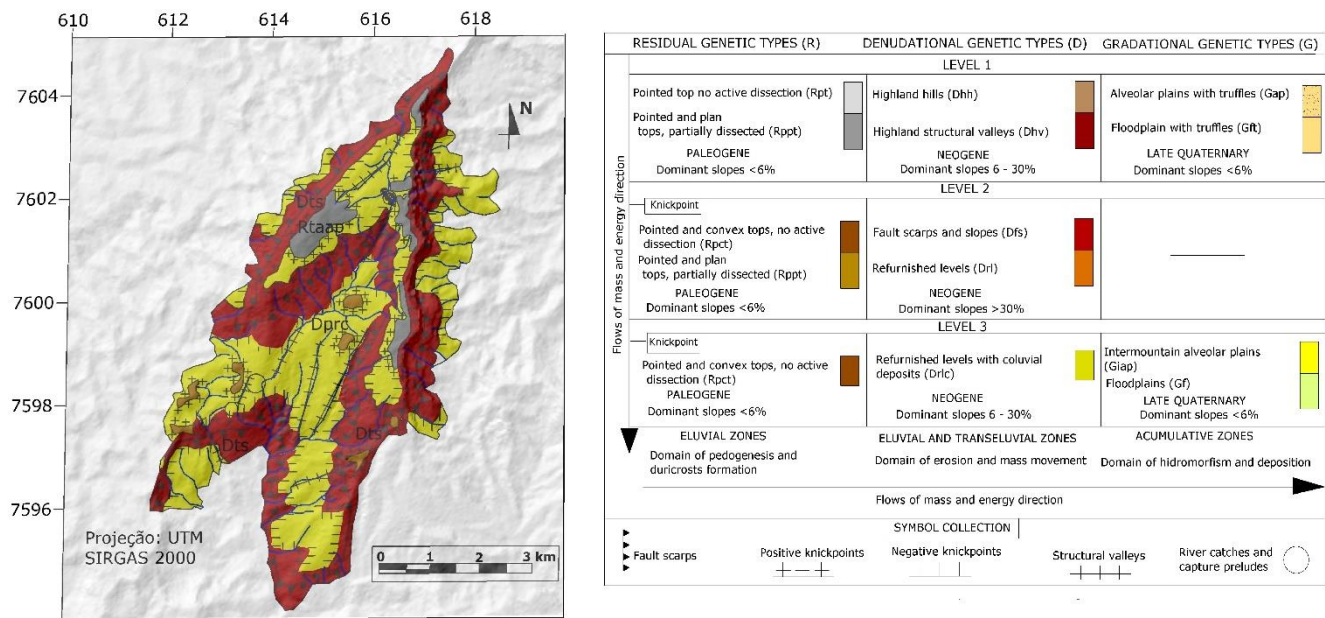 610 612 614 616 618
7604
N
7602
Dts
Rtaap
7600
Dprc
7598
Dts
Dts
7596
Projeção: UTM
SIRGAS 2000
0 1 2 3 km
RESIDUAL GENETIC TYPES (R) DENUDATIONAL GENETIC TYPES (D) GRADATIONAL GENETIC TYPES (G)
LEVEL 1
Flows of mass and energy direction
Pointed top no active dissection (Rpt)
Pointed and plan
tops, partially dissected (Rppt)
PALEOGENE
Dominant slopes <6%
Highland hills (Dhh)
Highland structural valleys (Dhv)
NEOGENE
Dominant slopes 6 - 30%
Alveolar plains with truffles (Gap)
Floodplain with truffles (Gft)
LATE QUATERNARY
Dominant slopes <6%
LEVEL 2
Knickpoint
Pointed and convex tops, no active
dissection (Rpct)
Pointed and plan
tops, partially dissected (Rppt)
PALEOGENE
Dominant slopes <6%
Fault scarps and slopes (Dfs)
Refurnished levels (Drl)
NEOGENE
Dominant slopes >30%
LEVEL 3
Knickpoint
Pointed and convex tops, no active
dissection (Rpct)
PALEOGENE
Dominant slopes <6%
Refurnished levels with coluvial
deposits (Drlc)
NEOGENE
Dominant slopes 6 - 30%
Intermountain alveolar plains
(Giap)
Floodplains (Gf)
LATE QUATERNARY
Dominant slopes <6%
ELUVIAL ZONES
Domain of pedogenesis and
duricrosts formation
ELUVIAL AND TRANSELUVIAL ZONES
Domain of erosion and mass movement
ACUMULATIVE ZONES
Domain of hidromorfism and deposition
Flows of mass and energy direction
SYMBOL COLLECTION
Fault scarps
Positive knickpoints
Negative knickpoints
Structural valleys
River catches and
capture preludes